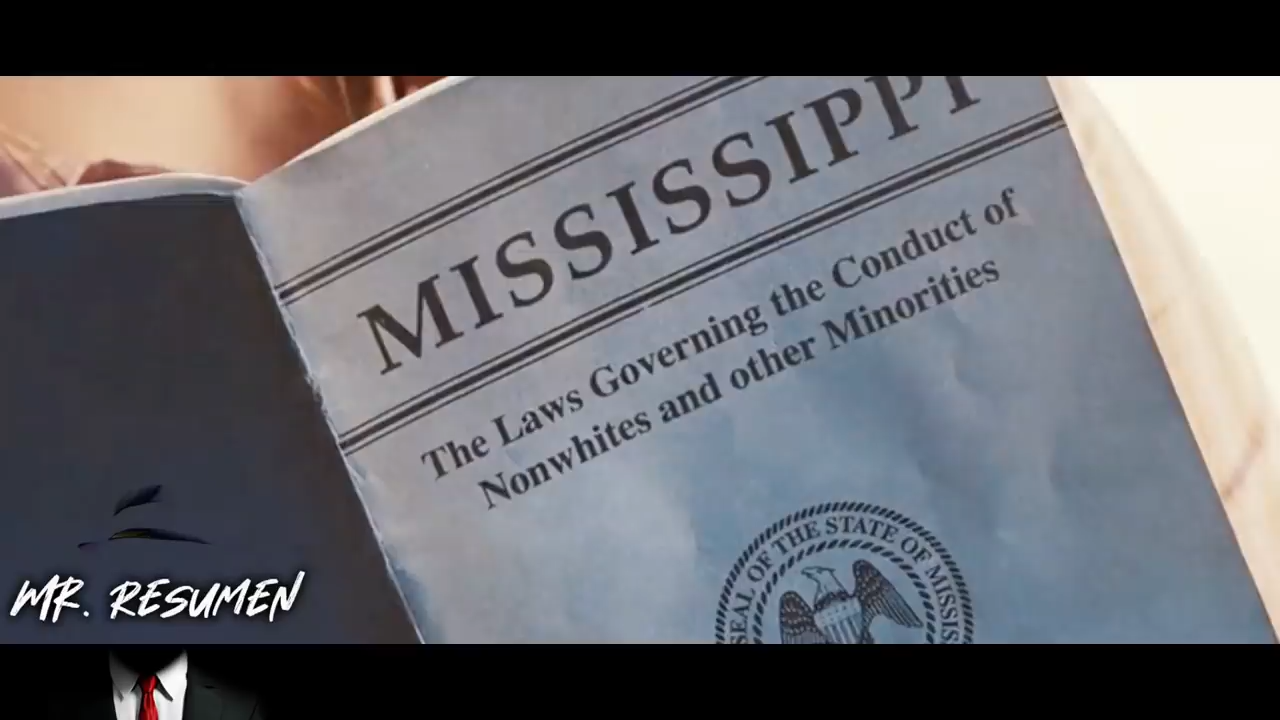 MISSISSIPPI
The Laws Governing the Conduct of
Nonwhites and other Minorities
SEAL OF THE STATE OF
MR. RESUMEN